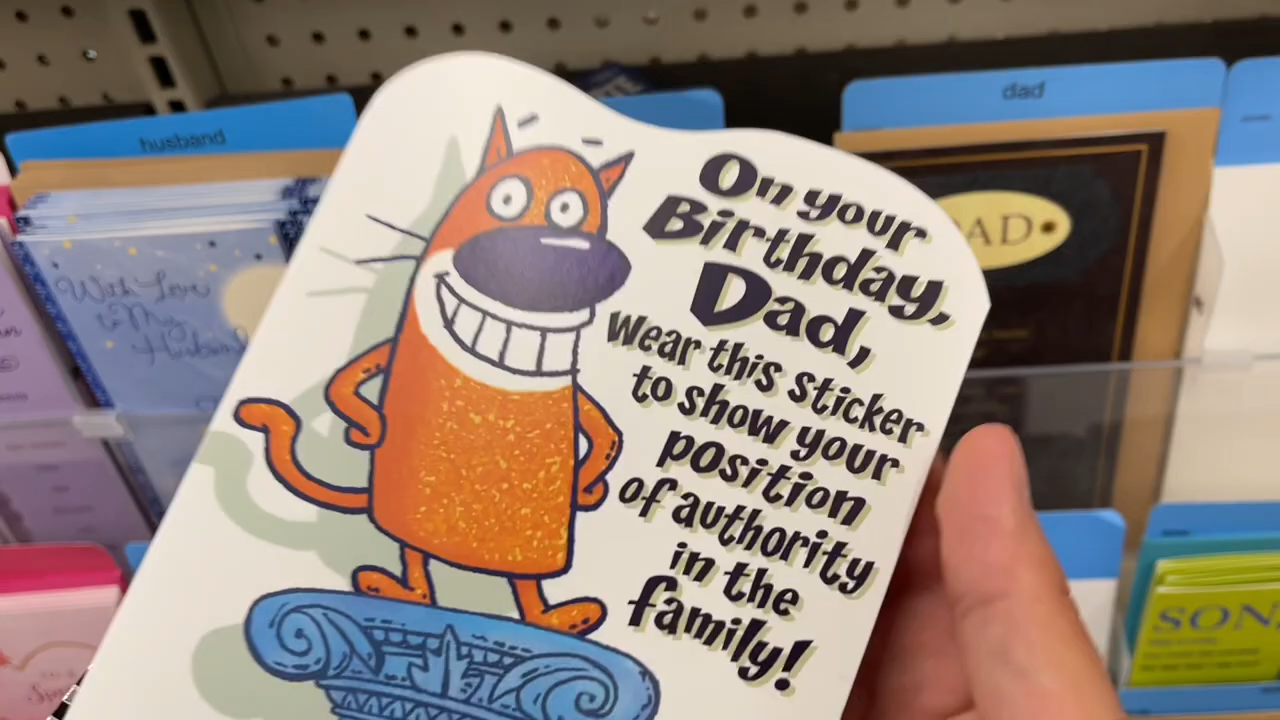 husband
dad
With Love
to My
Husband
DAD
On your
Birthday,
Dad,
Wear this sticker
to show your
position
of authority
in the
family!
SON